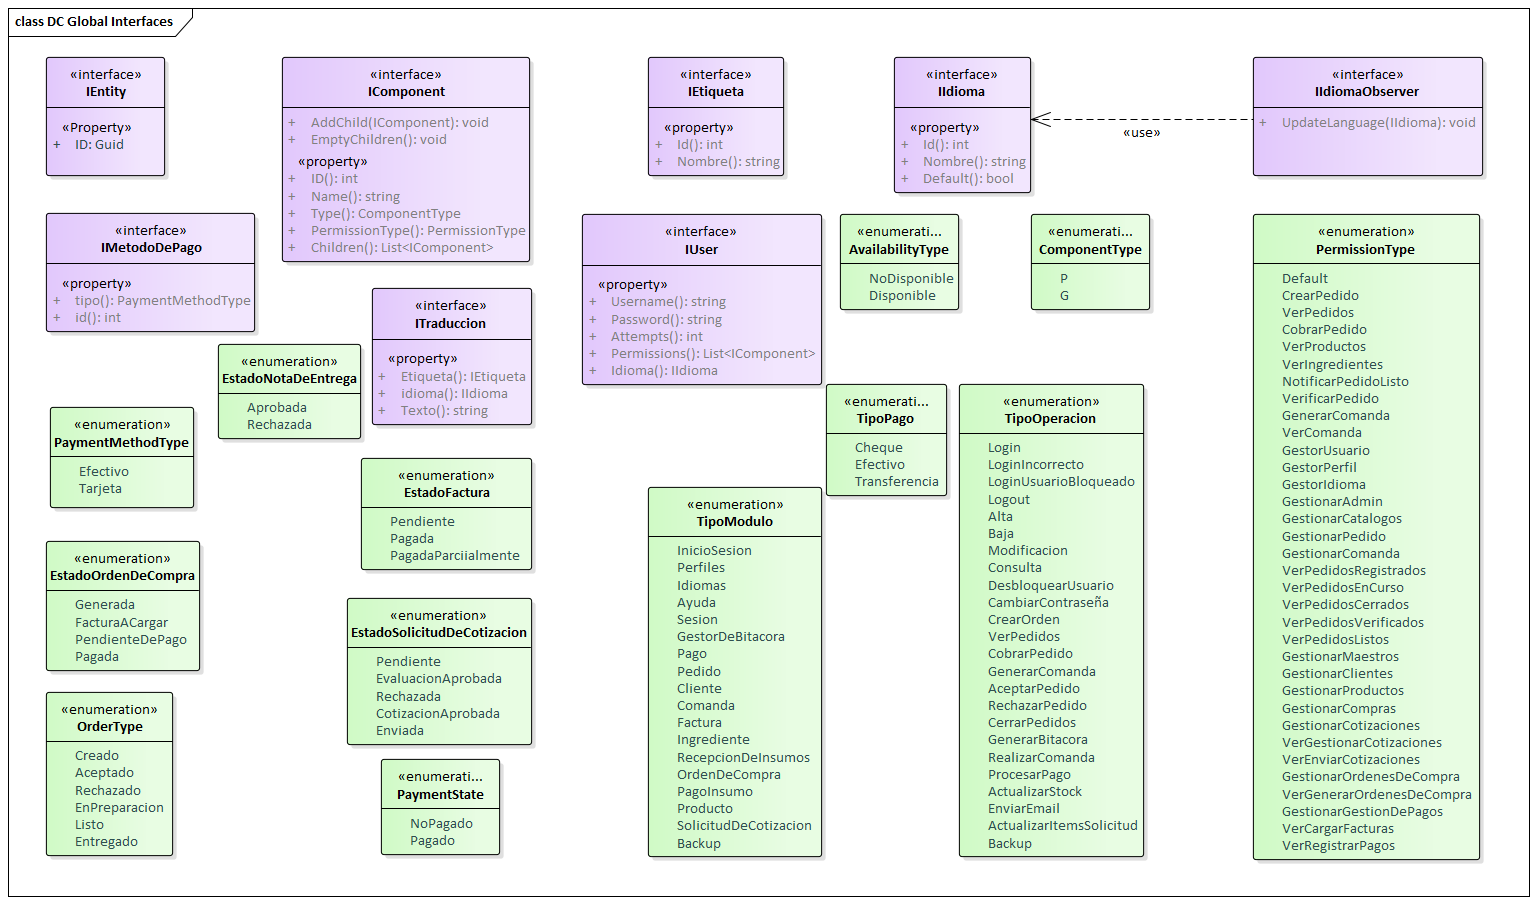 class DC Global Interfaces
«interface»
IEntity
«Property»
+ ID: Guid
«interface»
IComponent
+ AddChild(IComponent): void
+ EmptyChildren(): void
«property»
+ ID(): int
+ Name(): string
+ Type(): ComponentType
+ PermissionType(): PermissionType
+ Children(): List<IComponent>
«interface»
IEtiqueta
«property»
+ Id(): int
+ Nombre(): string
«interface»
IIdioma
«property»
+ Id(): int
+ Nombre(): string
+ Default(): bool
«use»
«interface»
IIdiomaObserver
+ UpdateLanguage(IIdioma): void
«interface»
IMetodoDePago
«property»
+ tipo(): PaymentMethodType
+ id(): int
«interface»
ITraduccion
«property»
+ Etiqueta(): IEtiqueta
+ idioma(): IIdioma
+ Texto(): string
«interface»
IUser
«property»
+ Username(): string
+ Password(): string
+ Attempts(): int
+ Permissions(): List<IComponent>
+ Idioma(): IIdioma
«enumerati...
AvailabilityType
NoDisponible
Disponible
«enumerati...
ComponentType
P
G
«enumeration»
PermissionType
Default
CrearPedido
VerPedidos
CobrarPedido
VerProductos
VerIngredientes
NotificarPedidoListo
VerificarPedido
GenerarComanda
VerComanda
GestorUsuario
GestorPerfil
GestorIdioma
GestionarAdmin
GestionarCatalogos
GestionarPedido
GestionarComanda
VerPedidosRegistrados
VerPedidosEnCurso
VerPedidosCerrados
VerPedidosVerificados
VerPedidosListos
GestionarMaestros
GestionarClientes
GestionarProductos
GestionarCompras
GestionarCotizaciones
VerGestionarCotizaciones
VerEnviarCotizaciones
GestionarOrdenesDeCompra
VerGenerarOrdenesDeCompra
GestionarGestionDePagos
VerCargarFacturas
VerRegistrarPagos
«enumeration»
EstadoNotaDeEntrega
Aprobada
Rechazada
«enumeration»
PaymentMethodType
Efectivo
Tarjeta
«enumeration»
EstadoFactura
Pendiente
Pagada
PagadaParciialmente
«enumerati...
TipoPago
Cheque
Efectivo
Transferencia
«enumeration»
TipoOperacion
Login
LoginIncorrecto
LoginUsuarioBloqueado
Logout
Alta
Baja
Modificacion
Consulta
DesbloquearUsuario
CambiarContraseña
CrearOrden
VerPedidos
CobrarPedido
GenerarComanda
AceptarPedido
RechazarPedido
CerrarPedidos
GenerarBitacora
RealizarComanda
ProcesarPago
ActualizarStock
EnviarEmail
ActualizarItemsSolicitud
Backup
«enumeration»
TipoModulo
InicioSesion
Perfiles
Idiomas
Ayuda
Sesion
GestorDeBitacora
Pago
Pedido
Cliente
Comanda
Factura
Ingrediente
RecepcionDeInsumos
OrdenDeCompra
PagoInsumo
Producto
SolicitudDeCotizacion
Backup
«enumeration»
EstadoOrdenDeCompra
Generada
FacturaACargar
PendienteDePago
Pagada
«enumeration»
EstadoSolicitudDeCotizacion
Pendiente
EvaluacionAprobada
Rechazada
CotizacionAprobada
Enviada
«enumeration»
OrderType
Creado
Aceptado
Rechazado
EnPreparacion
Listo
Entregado
«enumerati...
PaymentState
NoPagado
Pagado